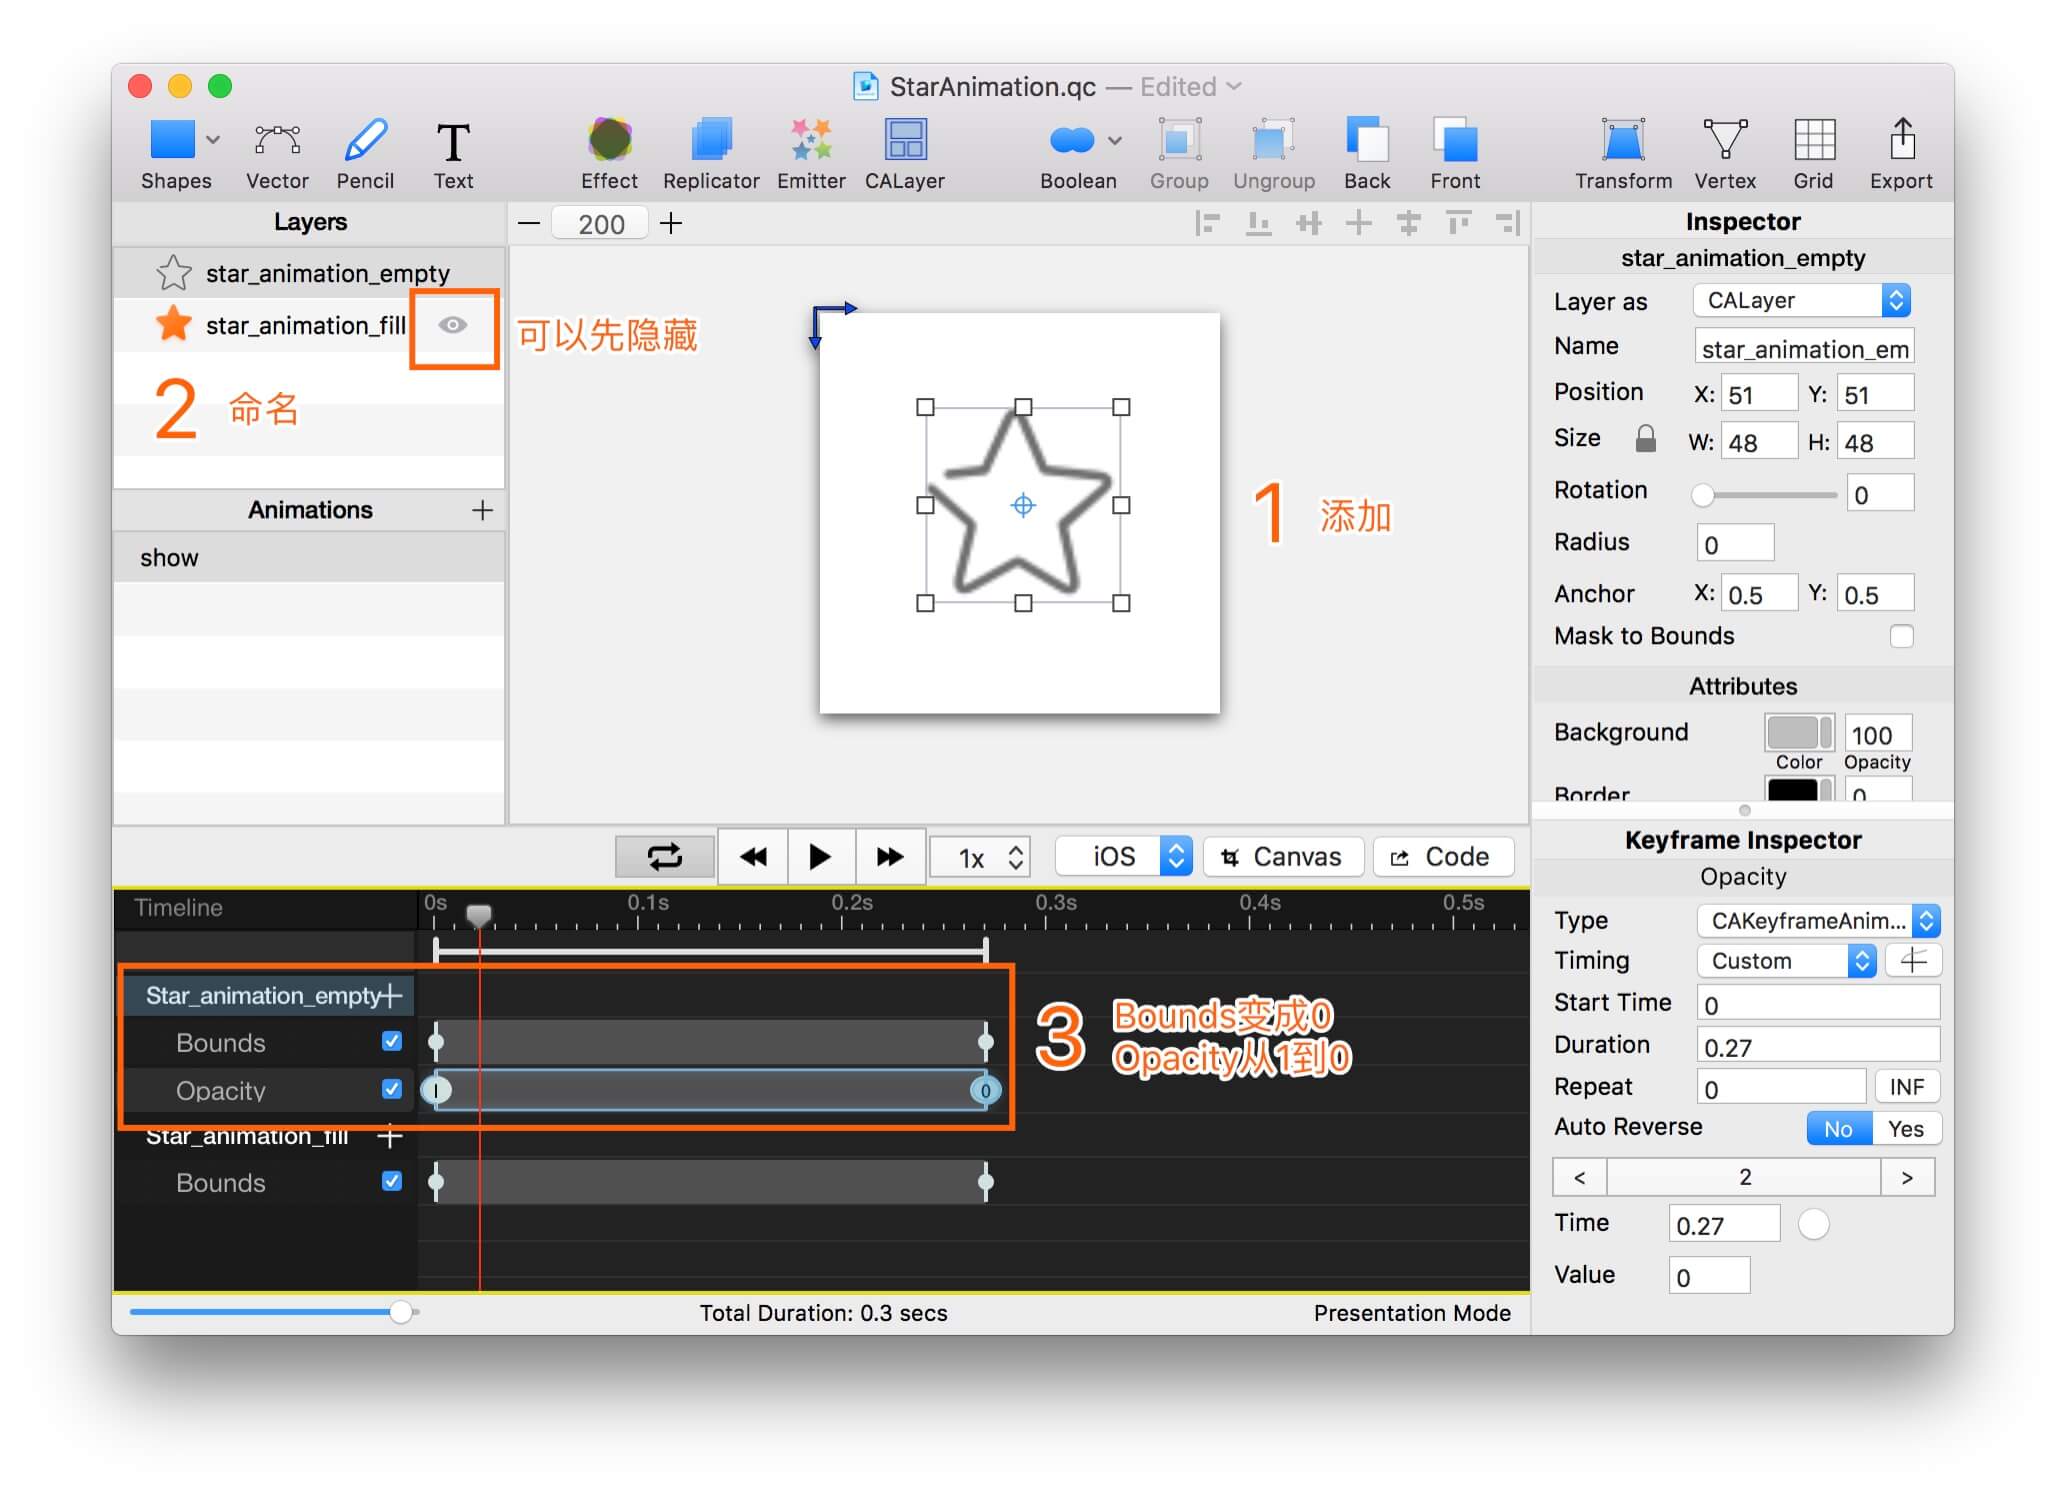 StarAnimation.qc — Edited
Shapes Vector Pencil Text Effect Replicator Emitter CALayer Boolean Group Ungroup Back Front Transform Vertex Grid Export
Layers
200
star_animation_empty
star_animation_fill
可以先隐藏
2 命名
1 添加
Animations
show
Inspector
star_animation_empty
Layer as CALayer
Name star_animation_em
Position X: 51 Y: 51
Size W: 48 H: 48
Rotation 0
Radius 0
Anchor X: 0.5 Y: 0.5
Mask to Bounds
Attributes
Background 100
Color Opacity
Border 0
1x iOS Canvas Code
Timeline 0s 0.1s 0.2s 0.3s 0.4s 0.5s
Star_animation_empty
Bounds
Opacity 1 0
Star_animation_fill
Bounds
3 Bounds变成0
Opacity从1到0
Keyframe Inspector
Opacity
Type CAKeyframeAnim...
Timing Custom
Start Time 0
Duration 0.27
Repeat 0 INF
Auto Reverse No Yes
< 2 >
Time 0.27
Value 0
Total Duration: 0.3 secs
Presentation Mode